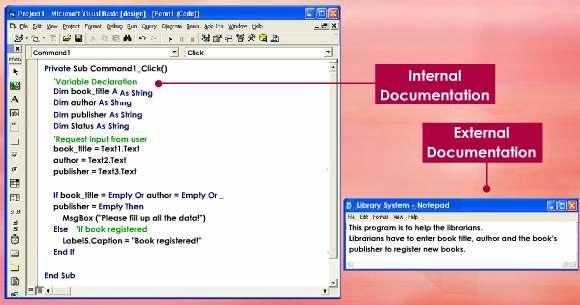 Project1 - Microsoft Visual Basic [design] - [Form1 (Code)]
File Edit View Project Format Debug Run Query Diagram Tools Add-Ins Window Help
Command1 Click
Private Sub Command1_Click()
'Variable Declaration
Dim book_title A As String
Dim author As String
Dim publisher As String
Dim Status As String
'Request input from user
book_title = Text1.Text
author = Text2.Text
publisher = Text3.Text
If book_title = Empty Or author = Empty Or _
publisher = Empty Then
MsgBox ("Please fill up all the data!")
Else 'If book registered
Label5.Caption = "Book registered!"
End If
End Sub
Internal
Documentation
External
Documentation
Library System - Notepad
File Edit Format View Help
This program is to help the librarians.
Librarians have to enter book title, author and the book's
publisher to register new books.